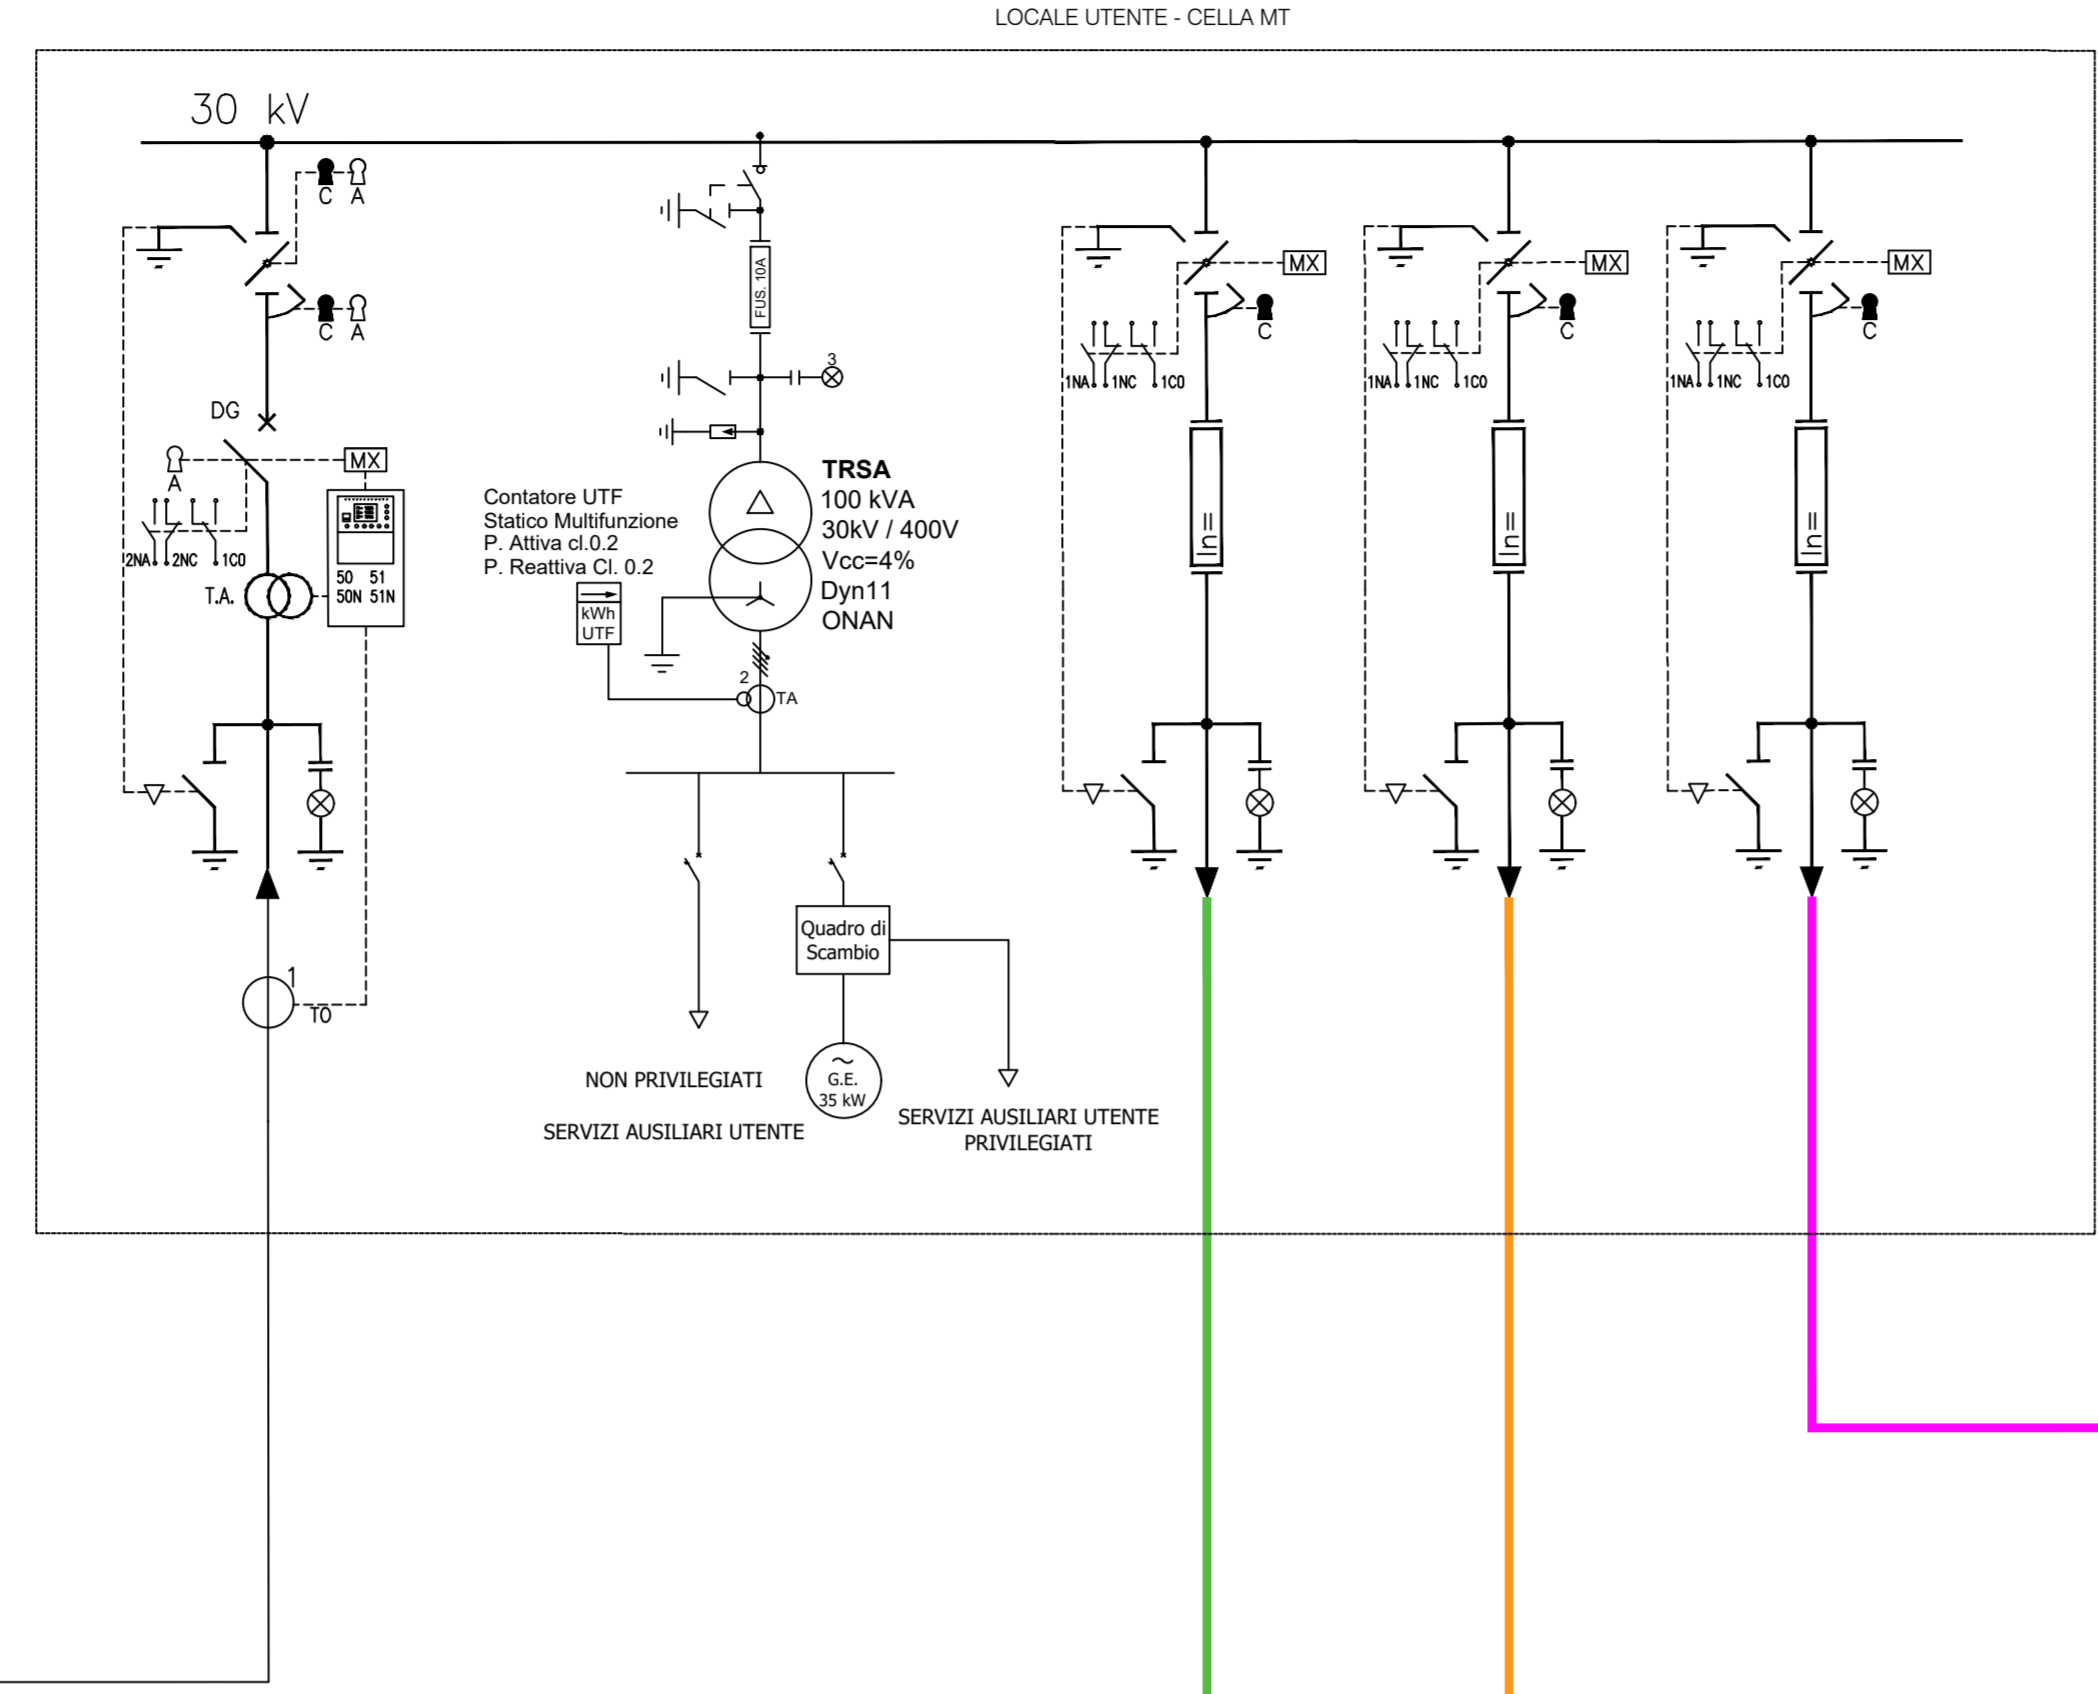 LOCALE UTENTE - CELLA MT
30 kV
C A
C A
DG
A
MX
2NA 2NC 1CO
50 51
50N 51N
T.A.
1
TO
FUS. 10A
3
Contatore UTF
Statico Multifunzione
P. Attiva cl.0.2
P. Reattiva Cl. 0.2
kWh
UTF
TRSA
100 kVA
30kV / 400V
Vcc=4%
Dyn11
ONAN
2
TA
Quadro di
Scambio
G.E.
35 kW
NON PRIVILEGIATI
SERVIZI AUSILIARI UTENTE
SERVIZI AUSILIARI UTENTE
PRIVILEGIATI
MX
C
1NA 1NC 1CO
In=
MX
C
1NA 1NC 1CO
In=
MX
C
1NA 1NC 1CO
In=